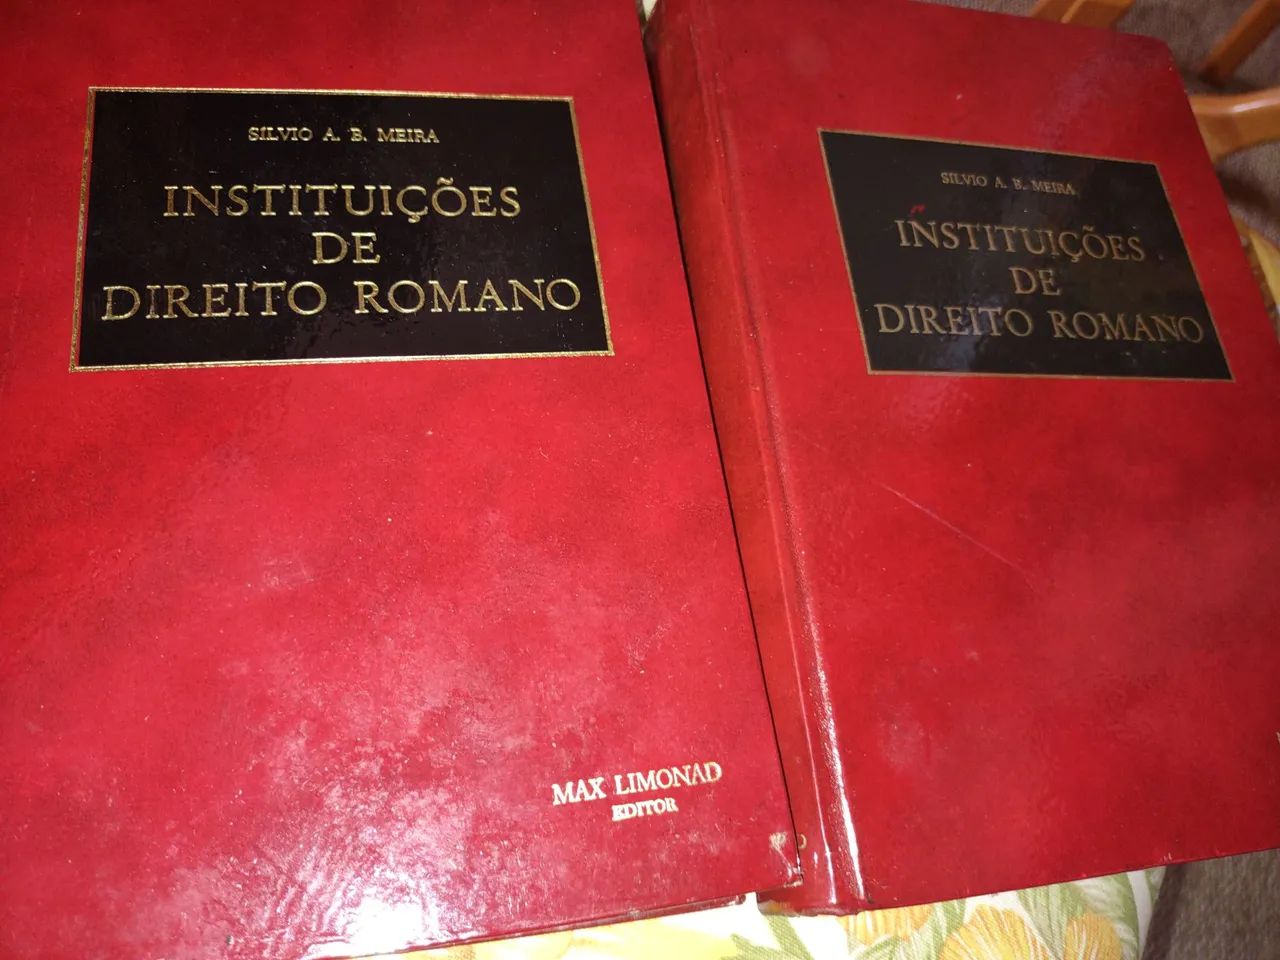 SILVIO A. B. MEIRA
INSTITUIÇÕES
DE
DIREITO ROMANO
MAX LIMONAD
EDITOR
SILVIO A. B. MEIRA
INSTITUIÇÕES
DE
DIREITO ROMANO